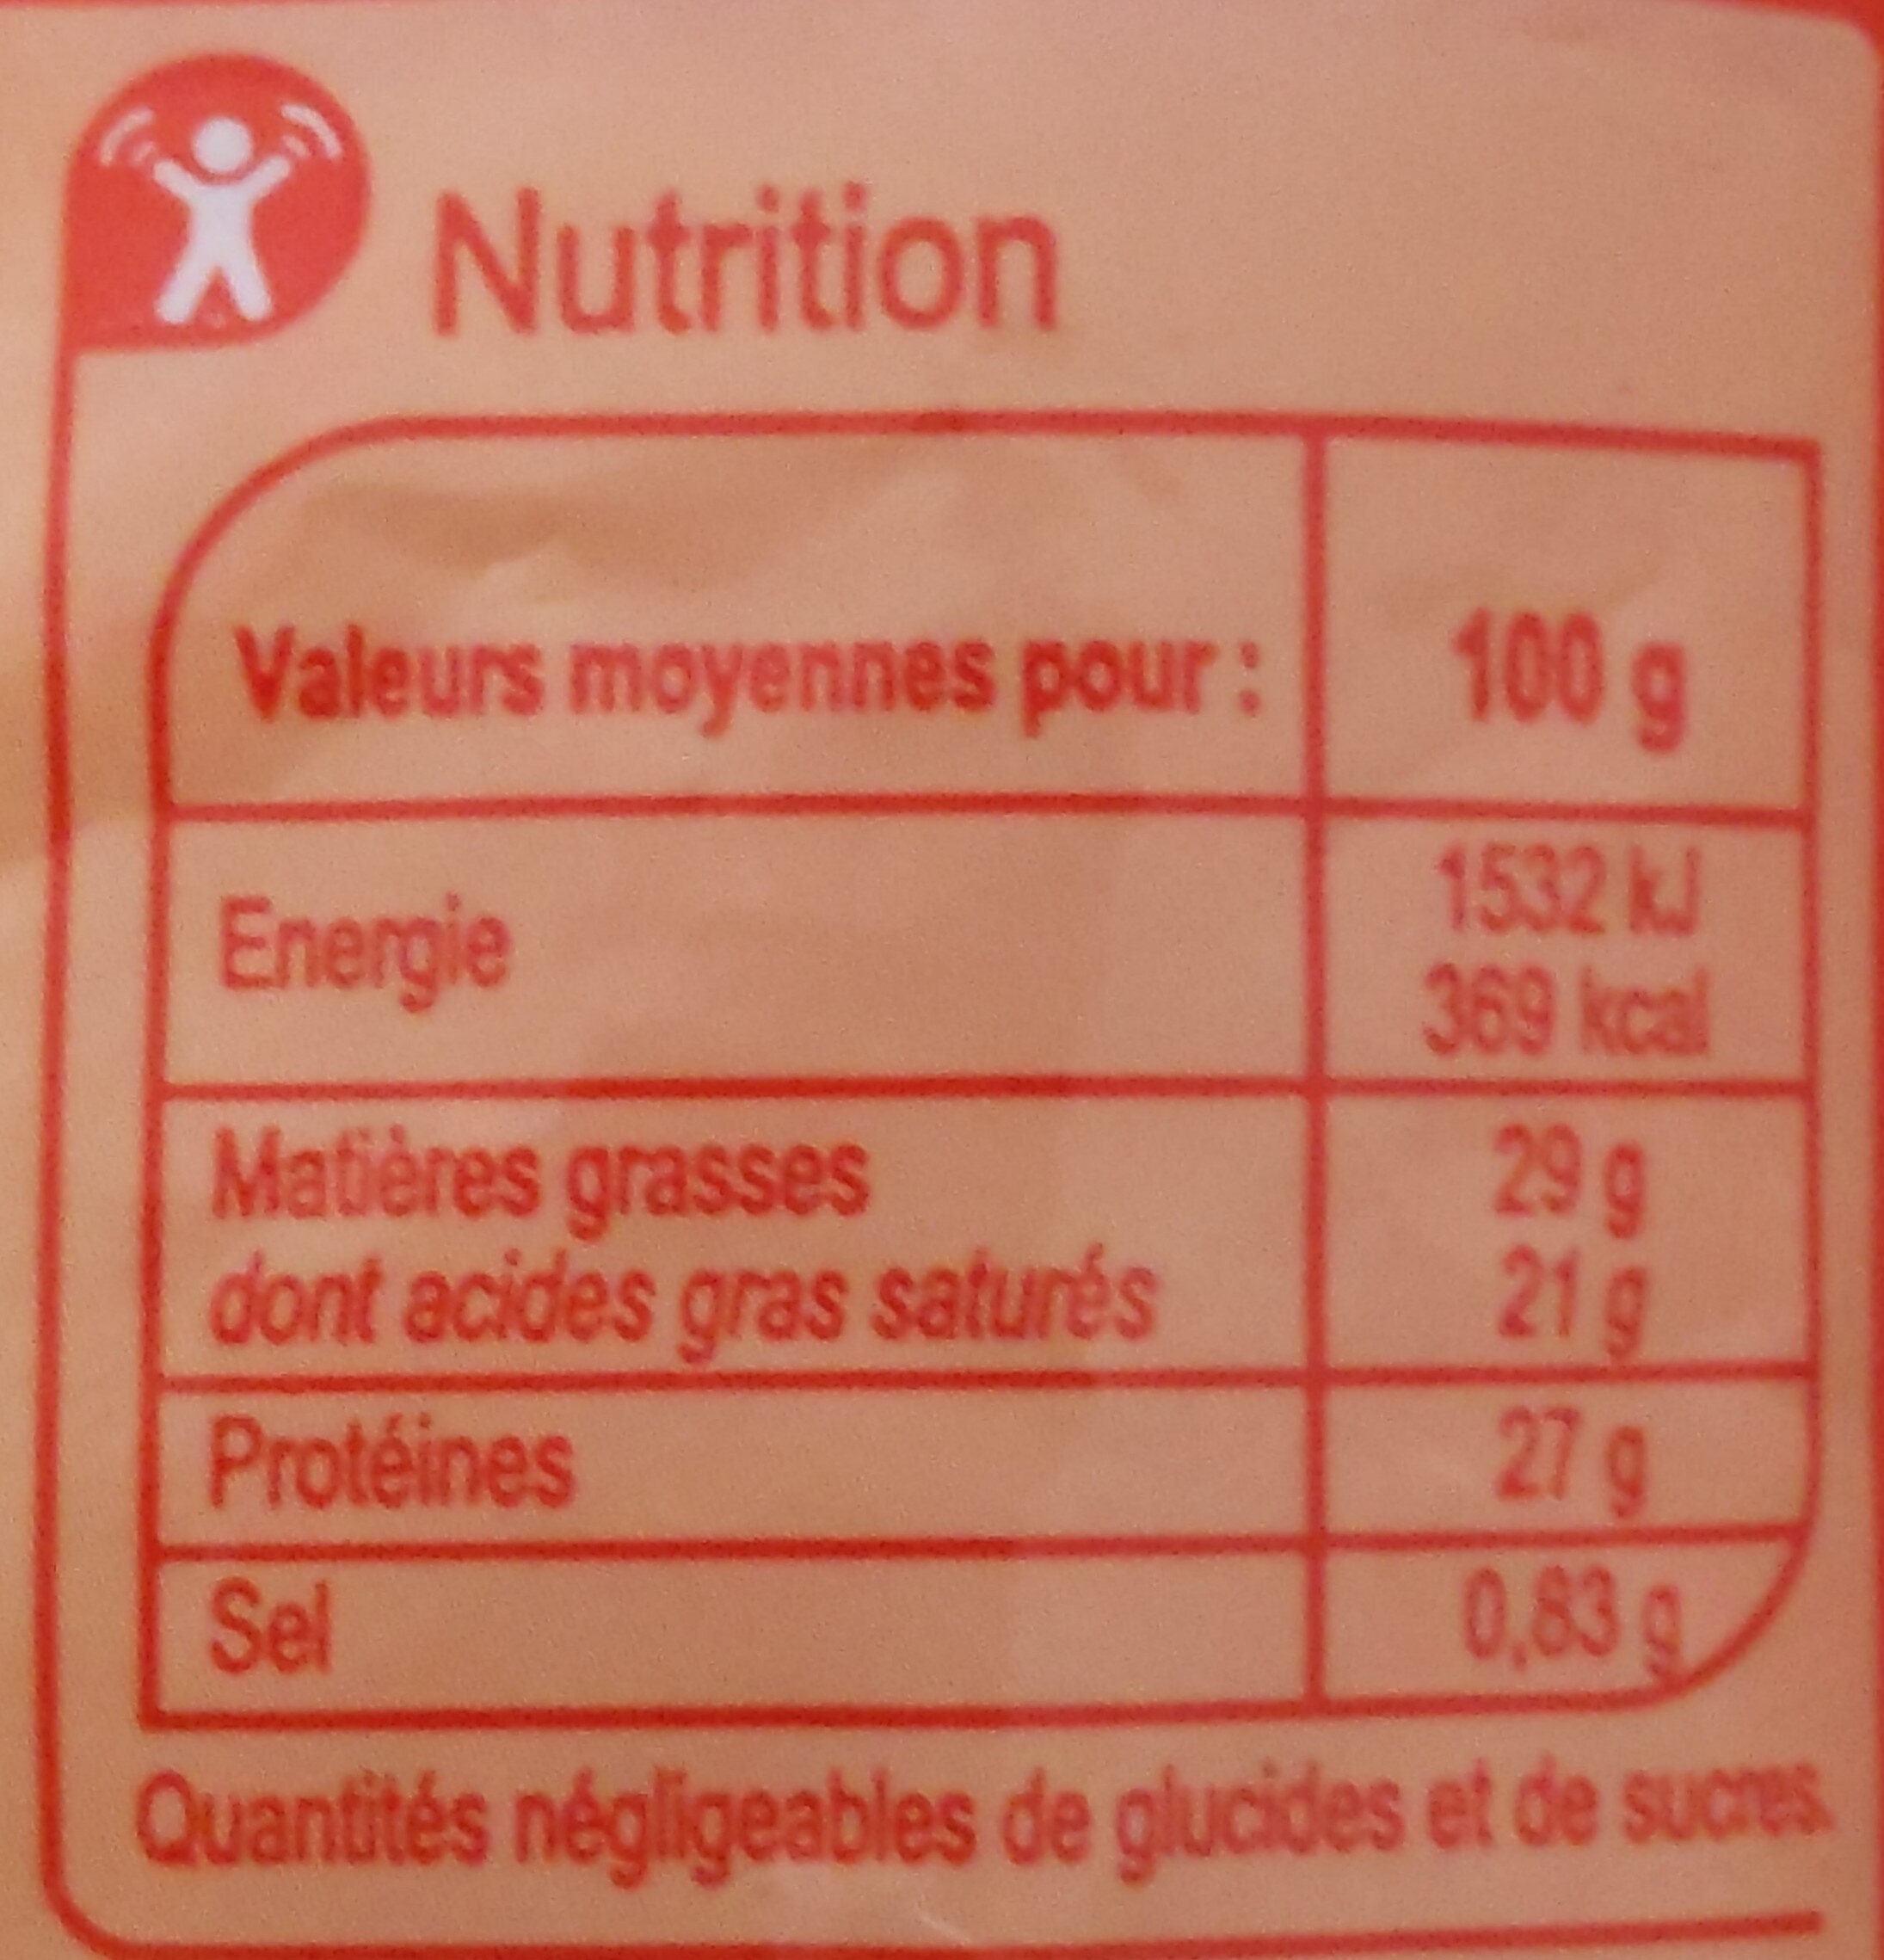 Nutrition
Valeurs moyennes pour : 100 g
Energie
1532 kJ
369 kcal
Matières grasses 29 g
dont acides gras saturés 21 g
Protéines 27 g
Sel 0,83 g
Quantités négligeables de glucides et de sucres.